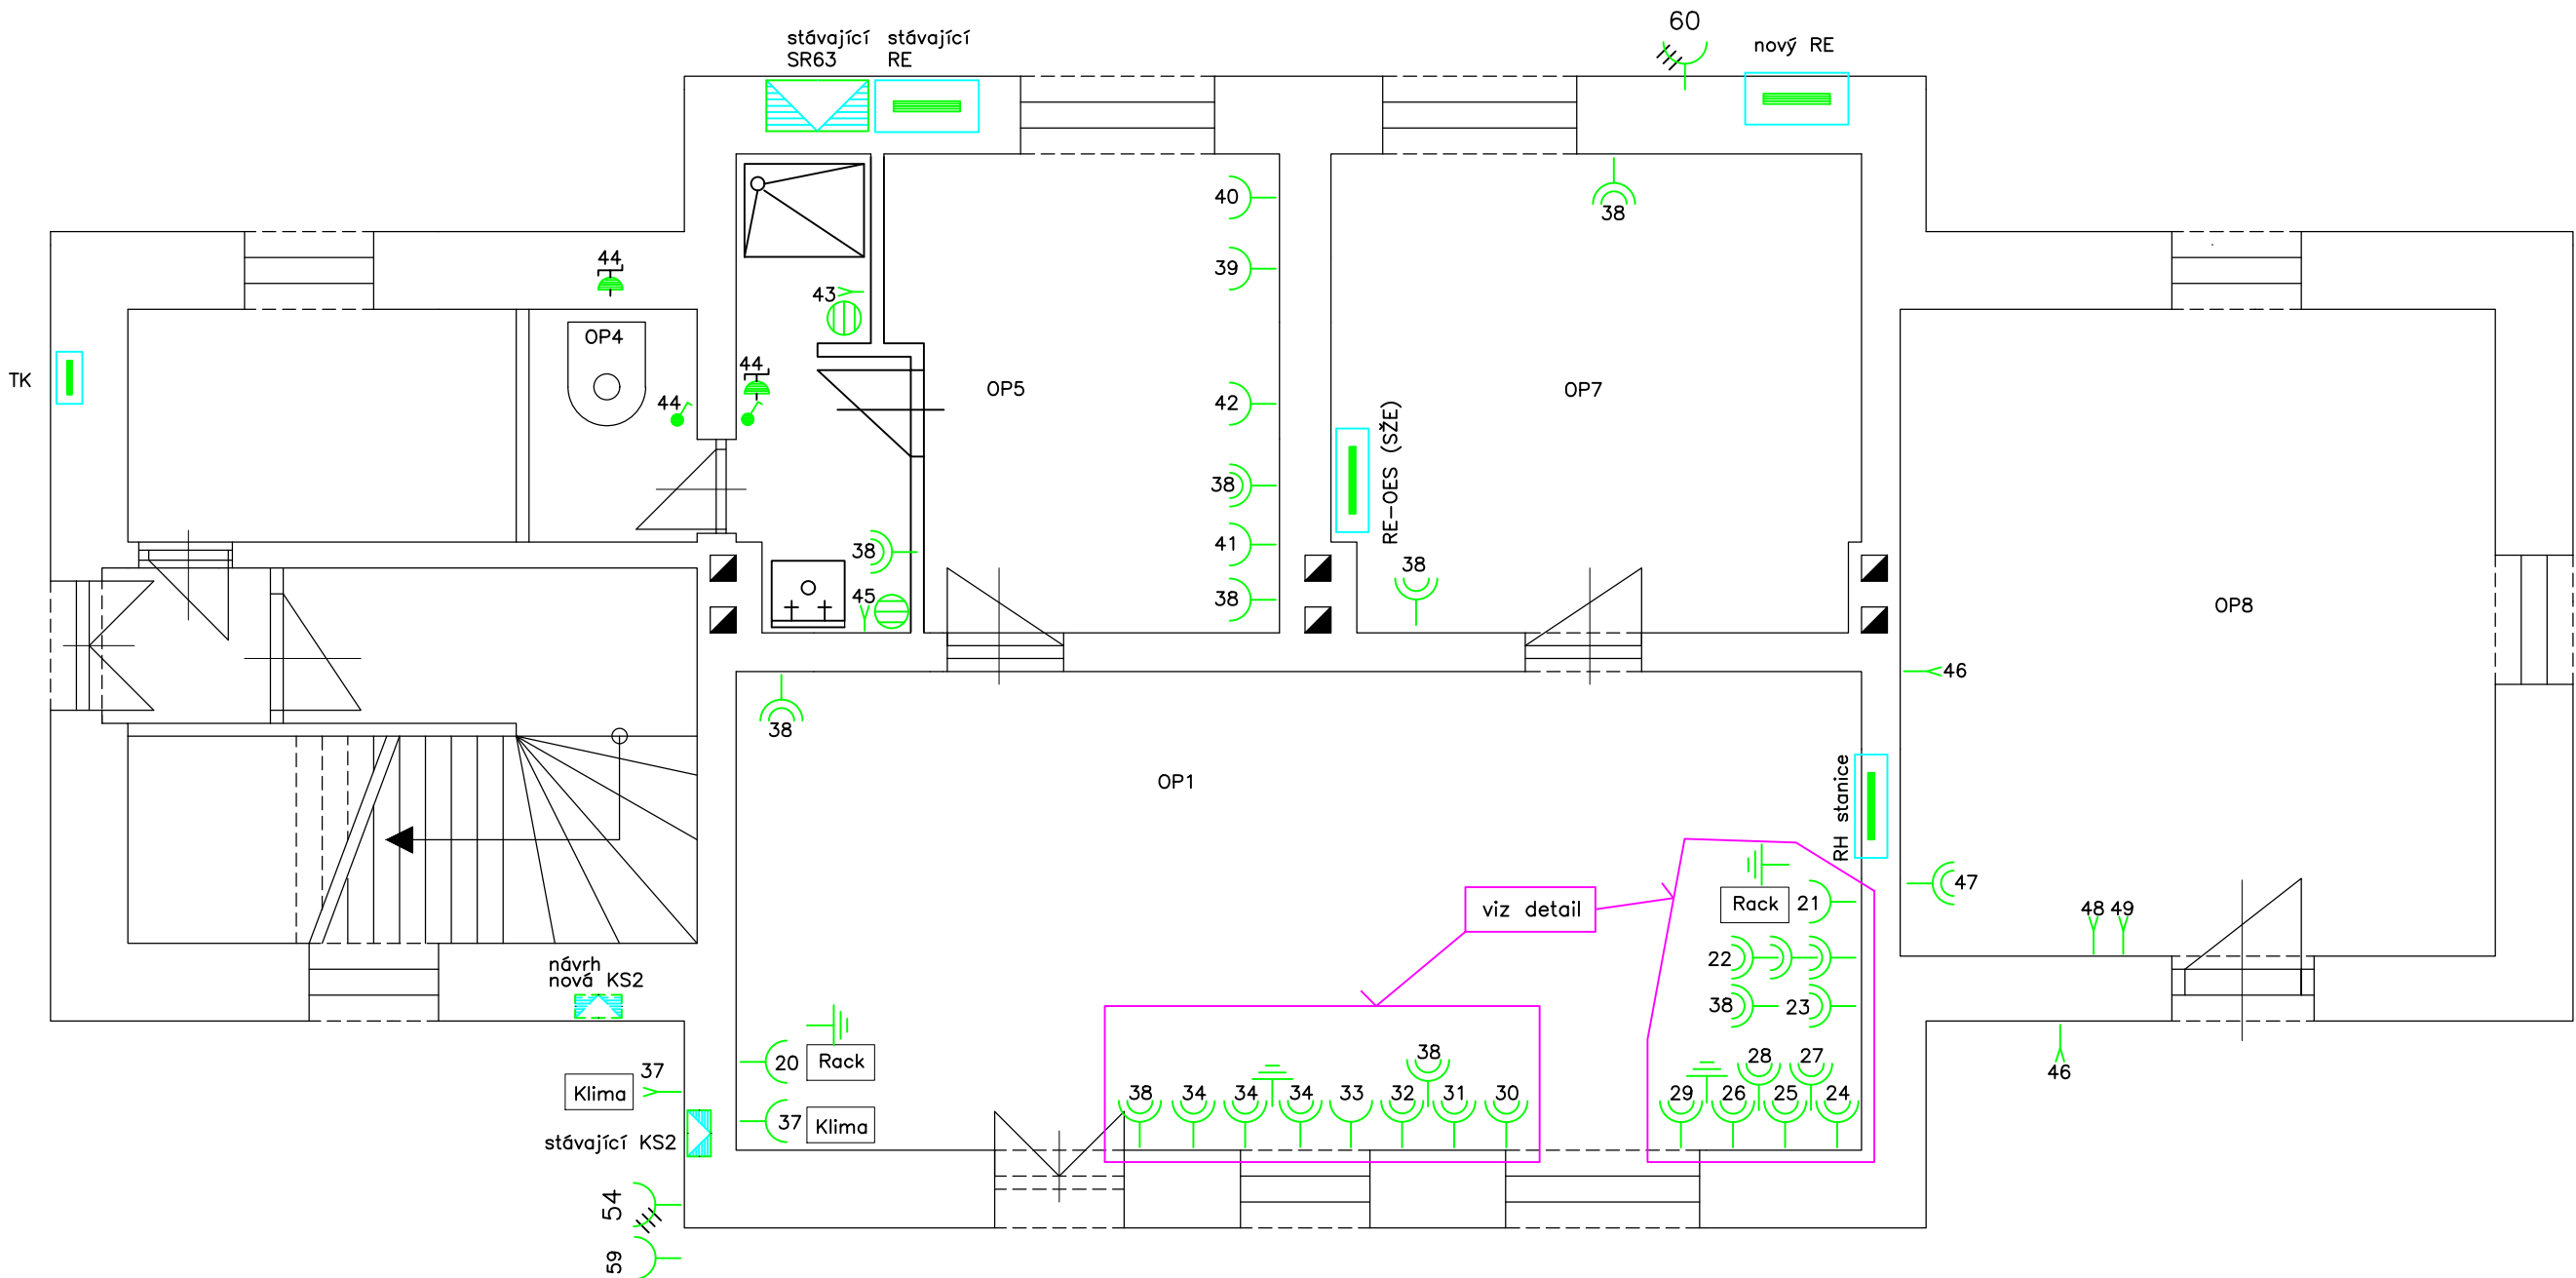 60
stávající
SR63
stávající
RE
nový RE
40
38
44
39
43
OP4
44
TK
OP5
OP7
44
42
RE-OES (SŽE)
38
41
38
38
45
38
OP8
46
38
OP1
RH stanice
47
viz detail
Rack
21
48
49
22
návrh
nová KS2
38
23
20
Rack
38
28
27
37
Klima
46
38
34
34
34
33
32
31
30
29
26
25
24
37
Klima
stávající KS2
54
59